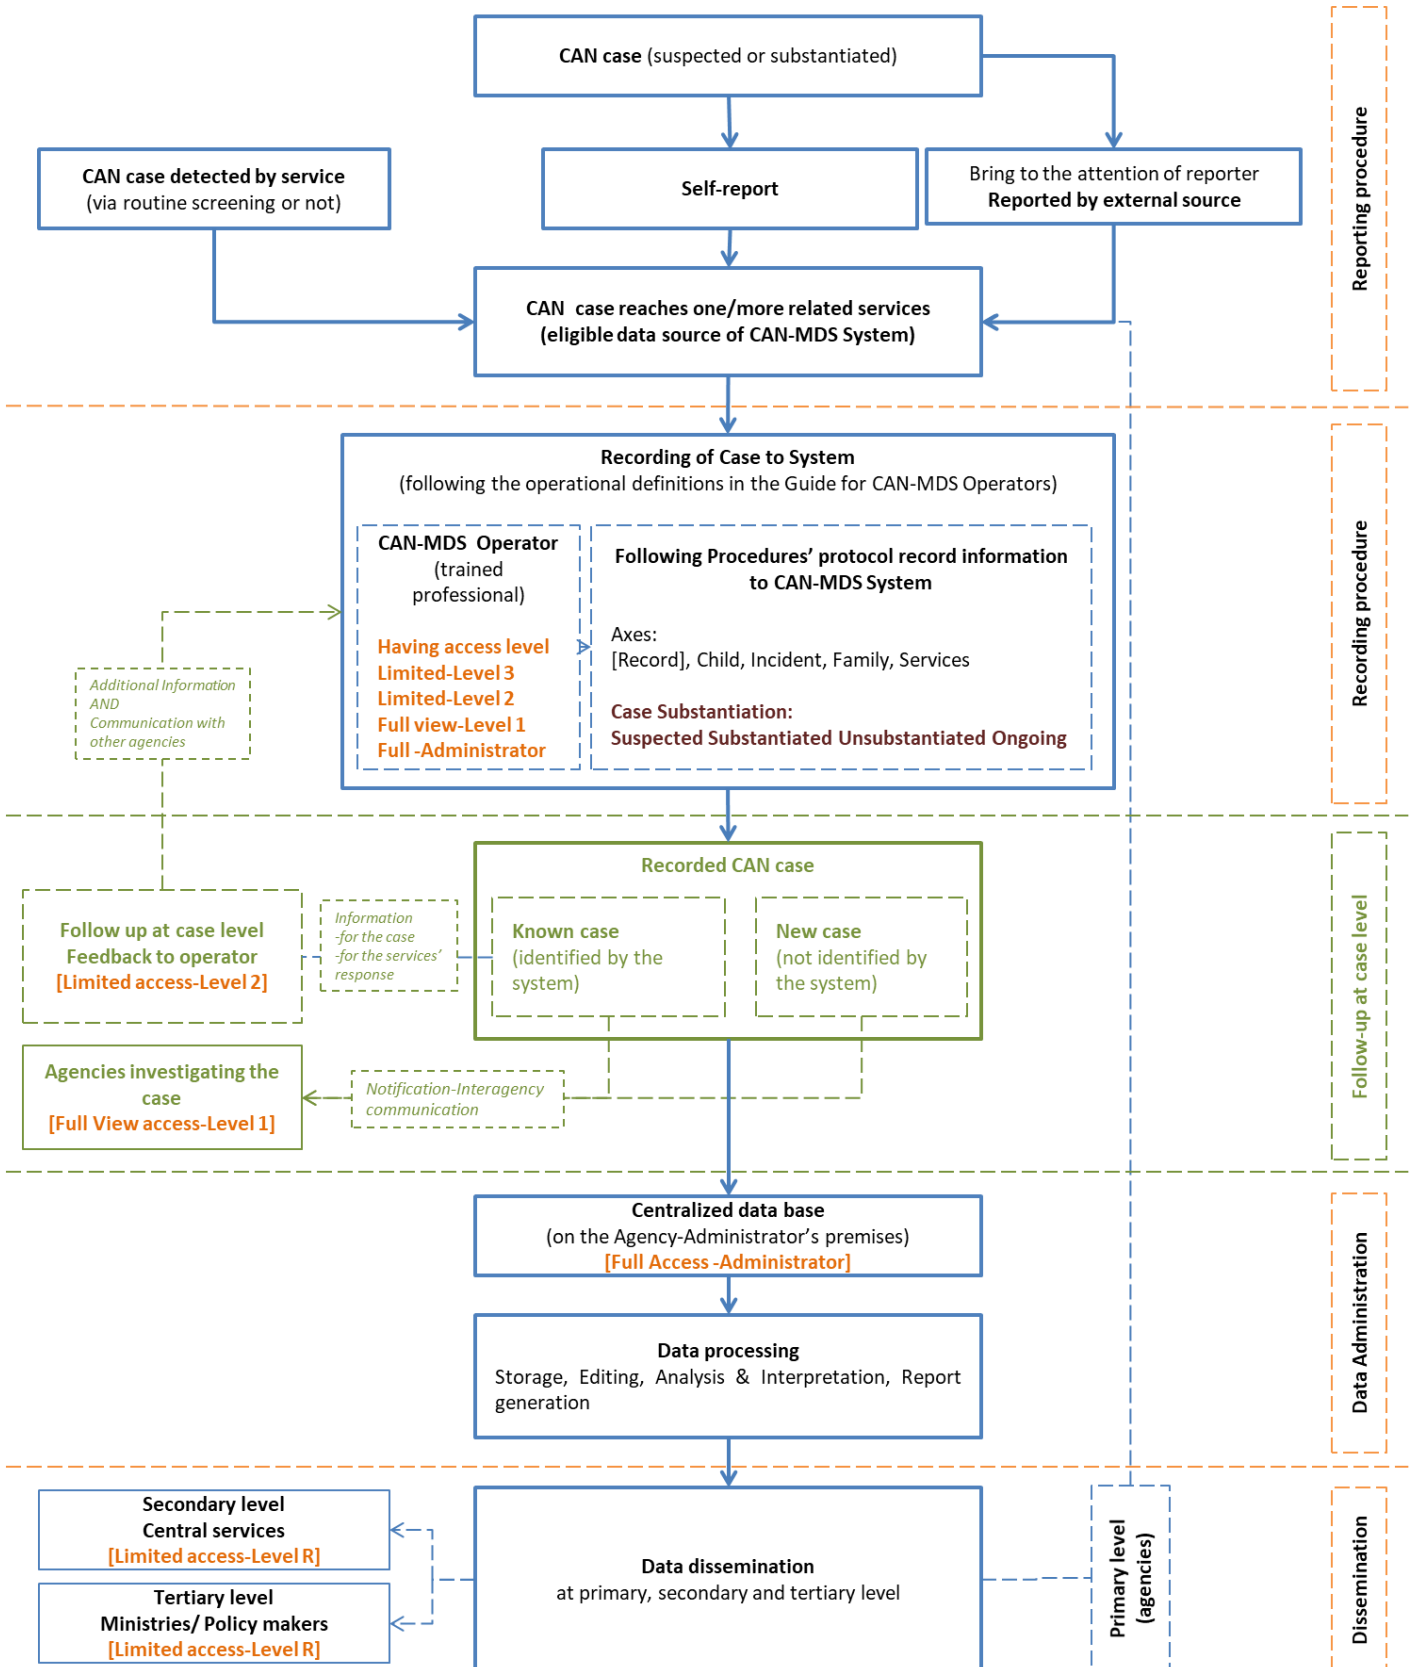 CAN case (suspected or substantiated)
CAN case detected by service
(via routine screening or not)
Self-report
Bring to the attention of reporter
Reported by external source
CAN case reaches one/more related services
(eligible data source of CAN-MDS System)
Reporting procedure
Recording of Case to System
(following the operational definitions in the Guide for CAN-MDS Operators)
CAN-MDS Operator
(trained
professional)
Having access level
Limited-Level 3
Limited-Level 2
Full view-Level 1
Full -Administrator
Following Procedures' protocol record information
to CAN-MDS System
Axes:
[Record], Child, Incident, Family, Services
Case Substantiation:
Suspected Substantiated Unsubstantiated Ongoing
Recording procedure
Additional Information
AND
Communication with
other agencies
Recorded CAN case
Known case
(identified by the
system)
New case
(not identified by
the system)
Information
-for the case
-for the services'
response
Follow up at case level
Feedback to operator
[Limited access-Level 2]
Agencies investigating the
case
[Full View access-Level 1]
Notification-Interagency
communication
Follow-up at case level
Centralized data base
(on the Agency-Administrator's premises)
[Full Access -Administrator]
Data processing
Storage, Editing, Analysis & Interpretation, Report
generation
Data Administration
Secondary level
Central services
[Limited access-Level R]
Tertiary level
Ministries/ Policy makers
[Limited access-Level R]
Data dissemination
at primary, secondary and tertiary level
Primary level
(agencies)
Dissemination